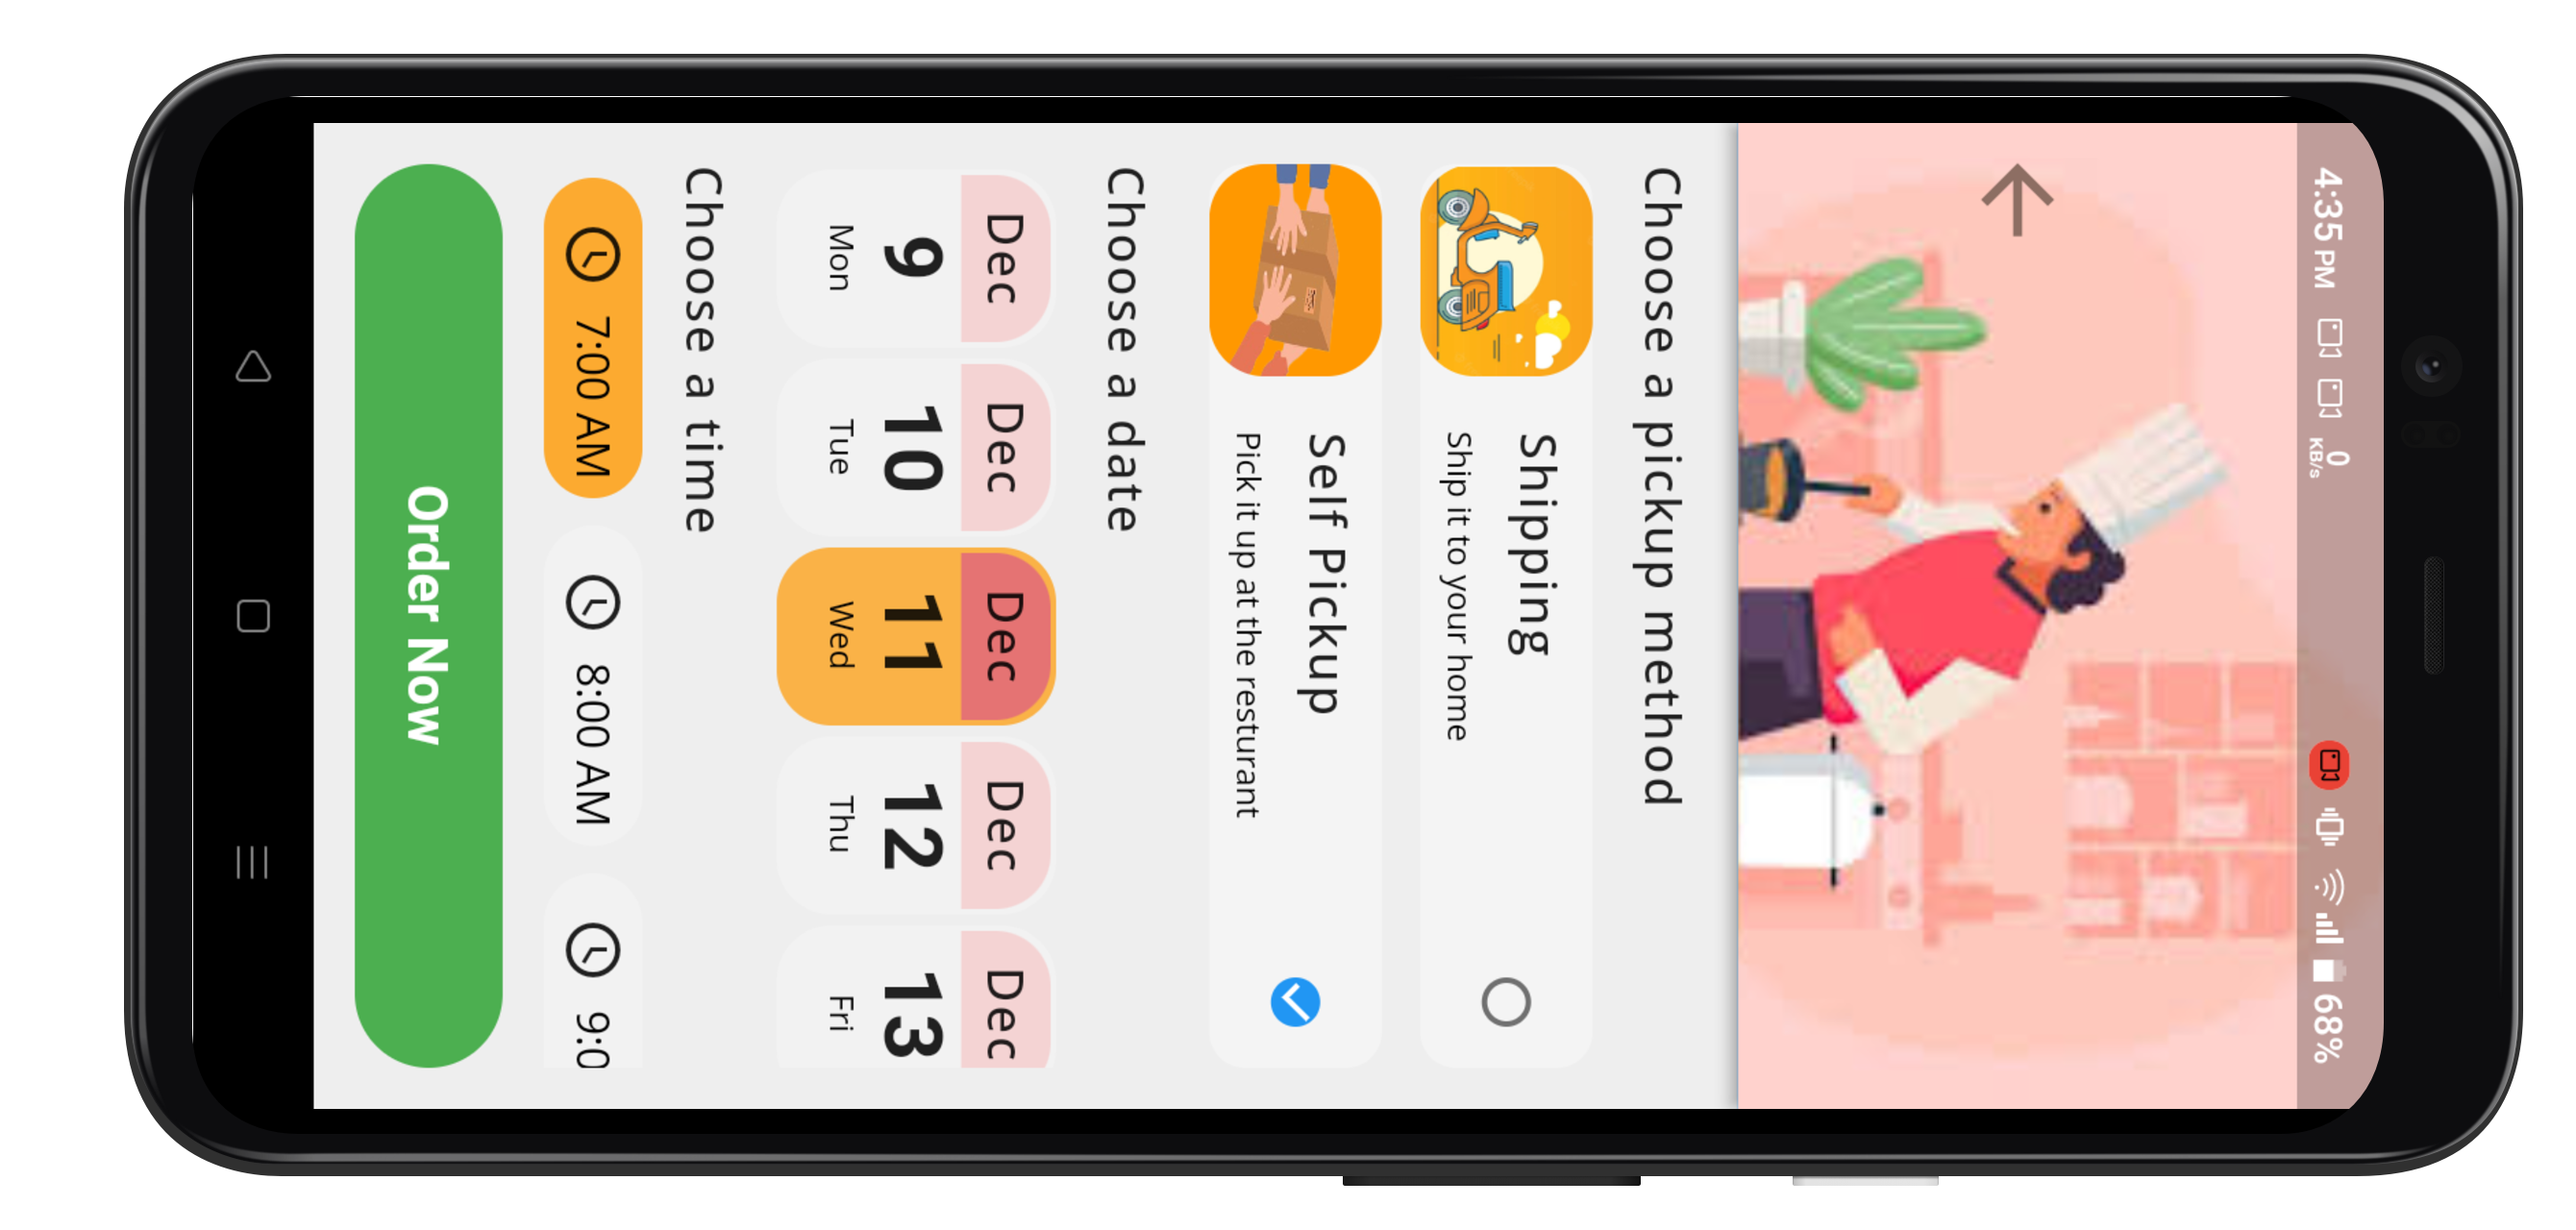 4:35 PM 0 KB/s 68%
Choose a pickup method
Shipping
Ship it to your home
Self Pickup
Pick it up at the resturant
Choose a date
Dec Dec Dec Dec Dec
9 10 11 12 13
Mon Tue Wed Thu Fri
Choose a time
7:00 AM 8:00 AM 9:0
Order Now